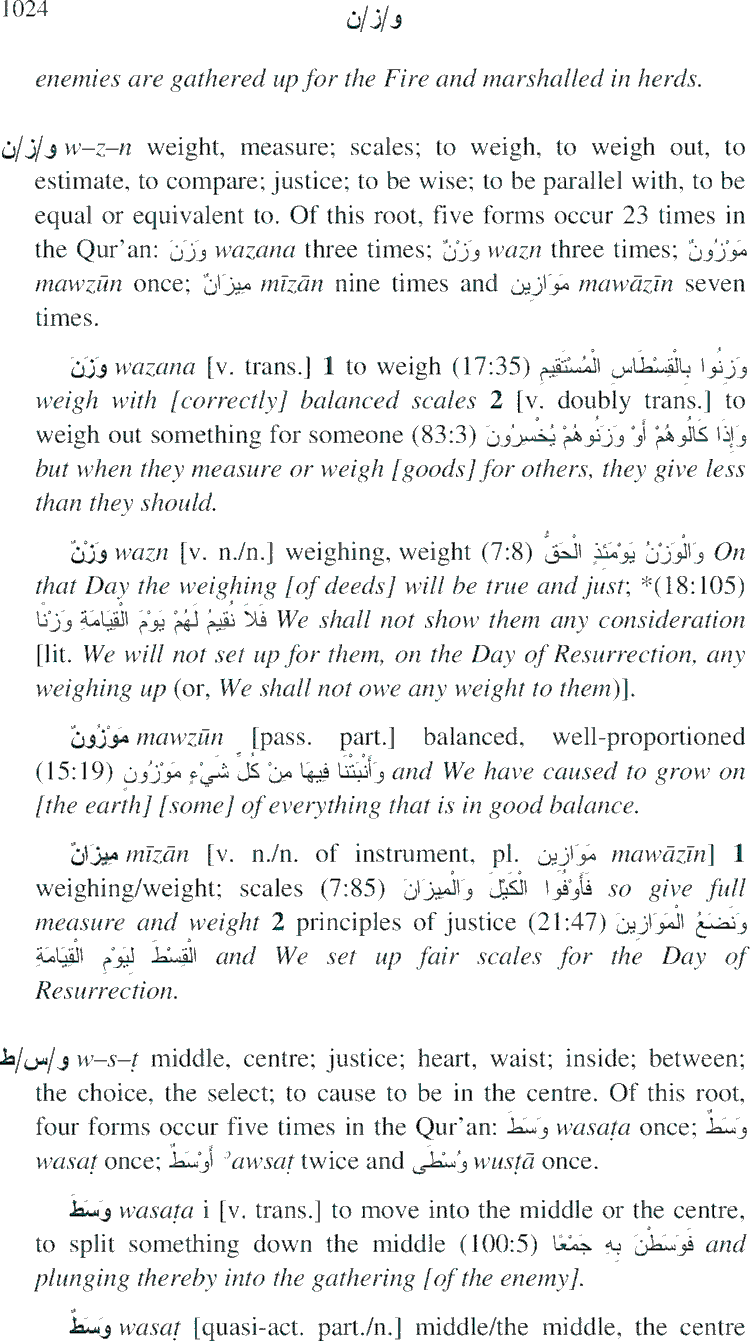 1024
و/ز/ن
enemies are gathered up for the Fire and marshalled in herds.
و/ز/ن w–z–n weight, measure; scales; to weigh, to weigh out, to
estimate, to compare; justice; to be wise; to be parallel with, to be
equal or equivalent to. Of this root, five forms occur 23 times in
the Qur’an: وَزَنَ wazana three times; وَزْنٌ wazn three times; مَوْزُونٌ
mawzūn once; مِيزَانٌ mīzān nine times and مَوَازِين mawāzīn seven
times.
وَزَنَ wazana [v. trans.] 1 to weigh (17:35) وَزِنُوا بِالْقِسْطَاسِ الْمُسْتَقِيمِ
weigh with [correctly] balanced scales 2 [v. doubly trans.] to
weigh out something for someone (83:3) وَإِذَا كَالُوهُمْ أَوْ وَزَنُوهُمْ يُخْسِرُونَ
but when they measure or weigh [goods] for others, they give less
than they should.
وَزْنٌ wazn [v. n./n.] weighing, weight (7:8) وَالْوَزْنُ يَوْمَئِذٍ الْحَقُّ On
that Day the weighing [of deeds] will be true and just; *(18:105)
فَلاَ نُقِيمُ لَهُمْ يَوْمَ الْقِيَامَةِ وَزْنًا We shall not show them any consideration
[lit. We will not set up for them, on the Day of Resurrection, any
weighing up (or, We shall not owe any weight to them)].
مَوْزُونٌ mawzūn [pass. part.] balanced, well-proportioned
(15:19) وَأَنْبَتْنَا فِيهَا مِنْ كُلِّ شَيْءٍ مَوْزُونٍ and We have caused to grow on
[the earth] [some] of everything that is in good balance.
مِيزَانٌ mīzān [v. n./n. of instrument, pl. مَوَازِين mawāzīn] 1
weighing/weight; scales (7:85) فَأَوْفُوا الْكَيْلَ وَالْمِيزَانَ so give full
measure and weight 2 principles of justice (21:47) وَنَضَعُ الْمَوَازِينَ
الْقِسْطَ لِيَوْمِ الْقِيَامَةِ and We set up fair scales for the Day of
Resurrection.
و/س/ط w–s–ṭ middle, centre; justice; heart, waist; inside; between;
the choice, the select; to cause to be in the centre. Of this root,
four forms occur five times in the Qur’an: وَسَطَ wasaṭa once; وَسَطٌ
wasaṭ once; أَوْسَطٌ ʾawsaṭ twice and وُسْطَى wusṭā once.
وَسَطَ wasaṭa i [v. trans.] to move into the middle or the centre,
to split something down the middle (100:5) فَوَسَطْنَ بِهِ جَمْعًا and
plunging thereby into the gathering [of the enemy].
وَسَطٌ wasaṭ [quasi-act. part./n.] middle/the middle, the centre